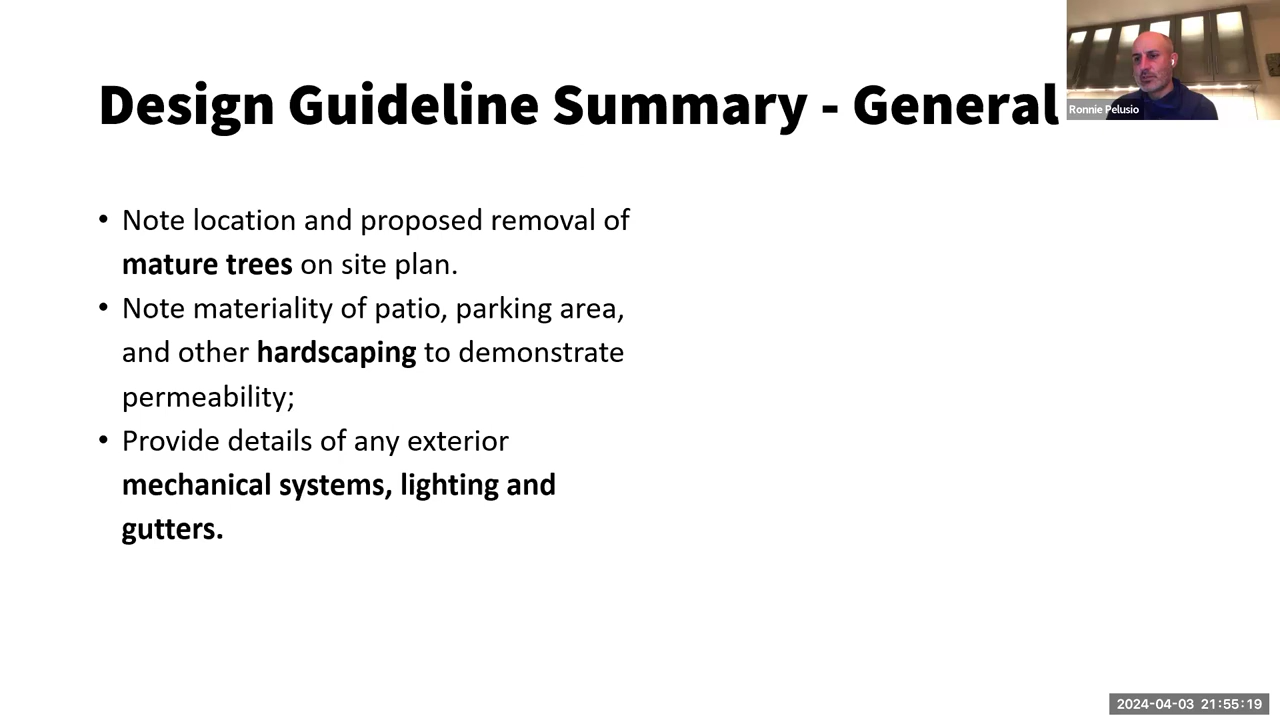 Design Guideline Summary - General
Ronnie Pelusio
• Note location and proposed removal of
mature trees on site plan.
• Note materiality of patio, parking area,
and other hardscaping to demonstrate
permeability;
• Provide details of any exterior
mechanical systems, lighting and
gutters.
2024-04-03 21:55:19